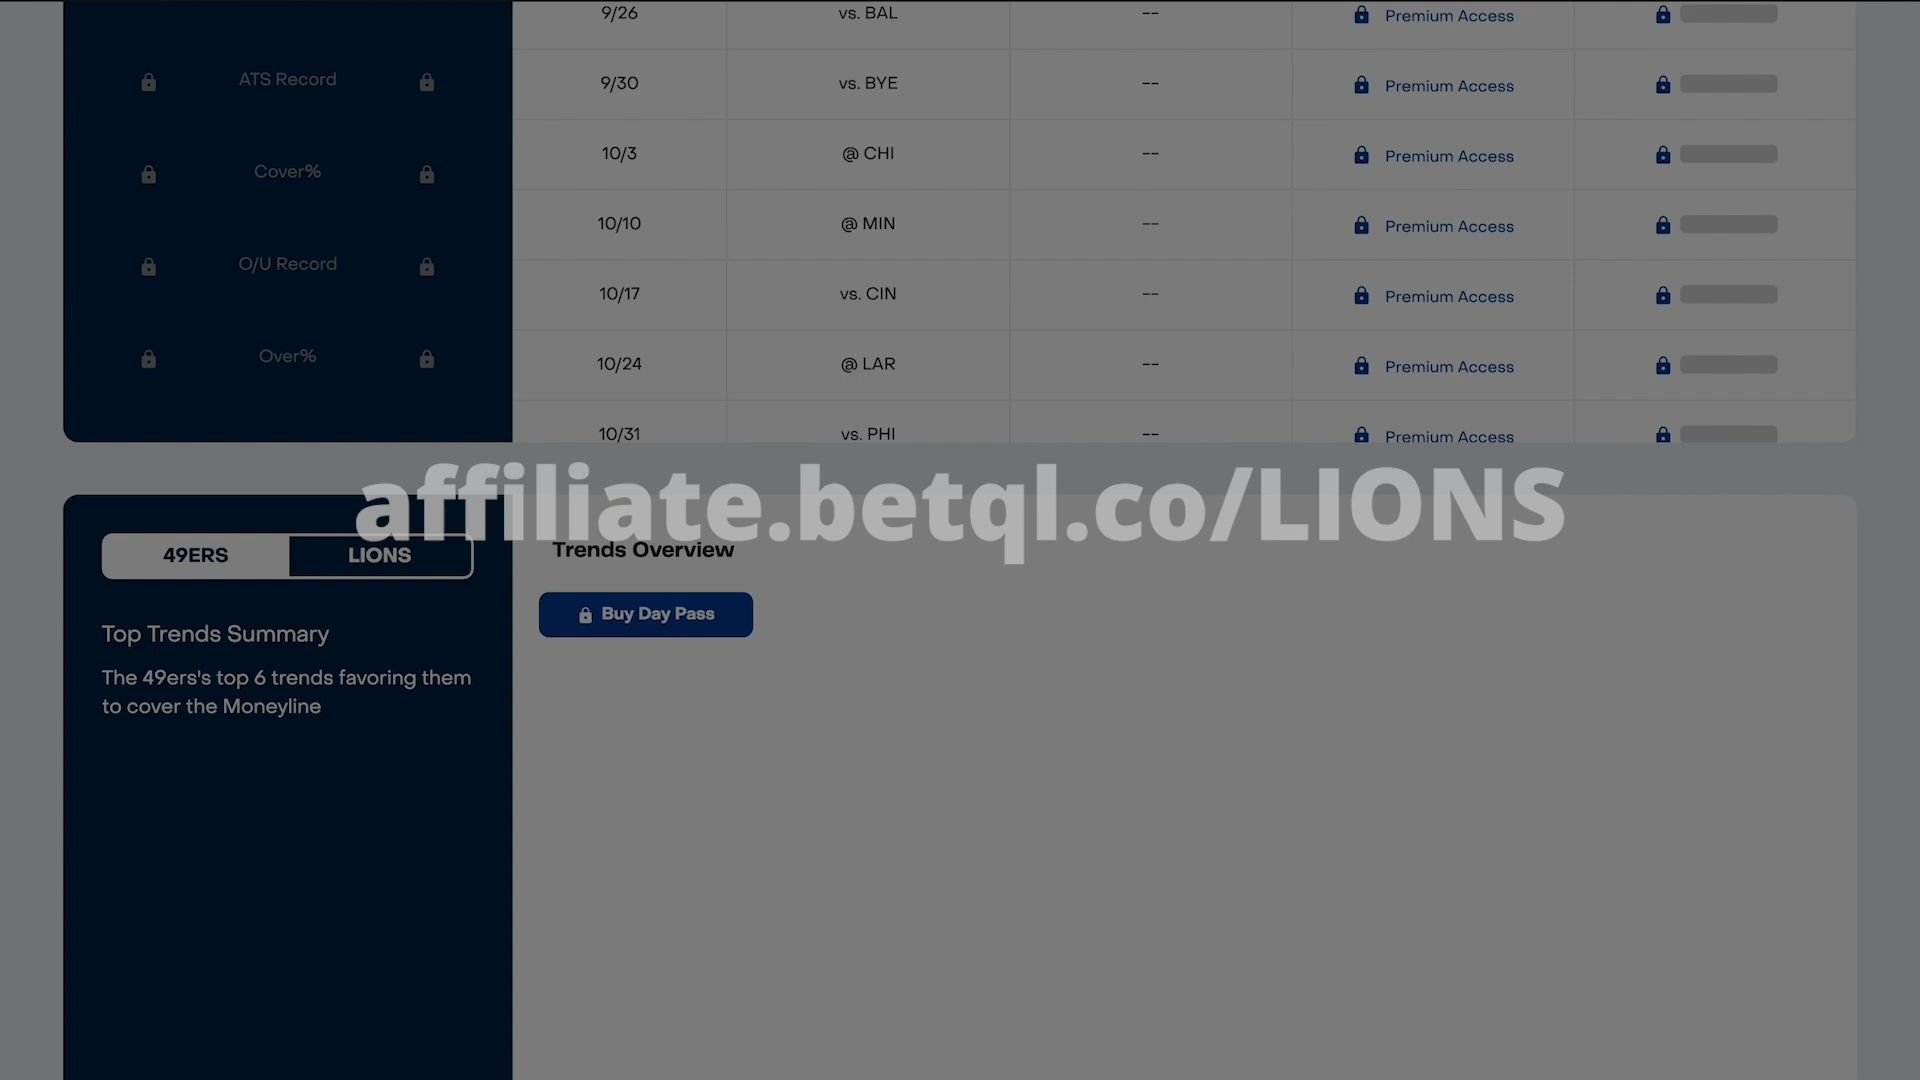 9/26 vs. BAL -- Premium Access
ATS Record
9/30 vs. BYE -- Premium Access
10/3 @ CHI -- Premium Access
Cover%
10/10 @ MIN -- Premium Access
O/U Record
10/17 vs. CIN -- Premium Access
Over%
10/24 @ LAR -- Premium Access
10/31 vs. PHI -- Premium Access
affiliate.betql.co/LIONS
49ERS LIONS
Trends Overview
Buy Day Pass
Top Trends Summary
The 49ers's top 6 trends favoring them
to cover the Moneyline